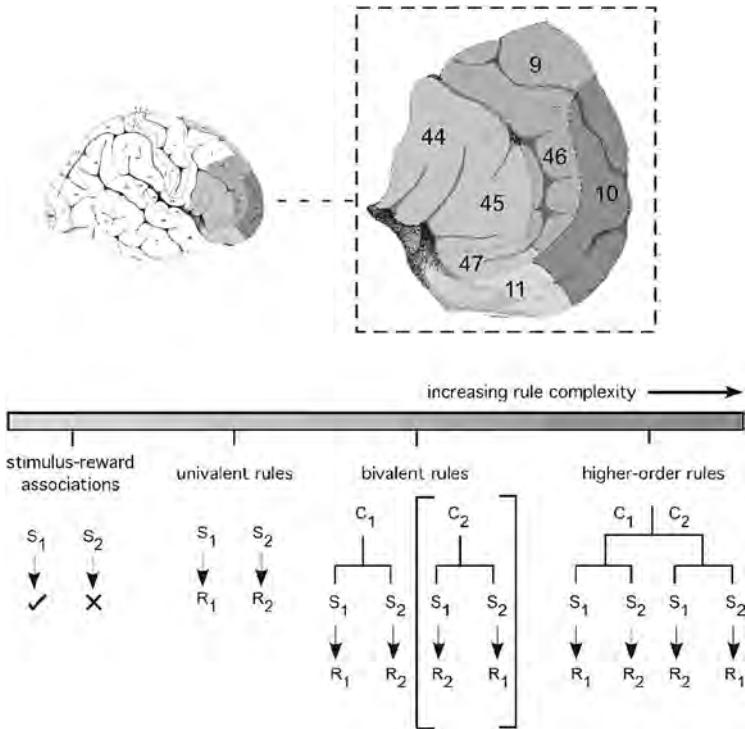 9
44
46
10
45
47
11
increasing rule complexity
stimulus-reward
associations
univalent rules
bivalent rules
higher-order rules
C₁ C₂ C₁ C₂
S₁ S₂ S₁ S₂
✓ ✗ R₁ R₂
S₁ S₂ S₁ S₂ S₁ S₂ S₁ S₂
R₁ R₂ R₂ R₁ R₁ R₂ R₂ R₁